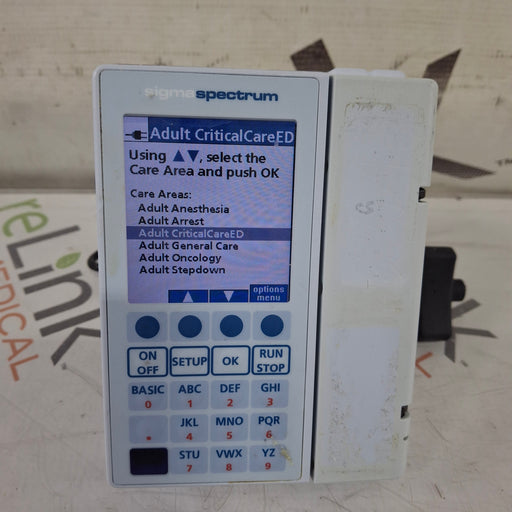 sigmaspectrum
Adult CriticalCareED
Using ▲▼, select the
Care Area and push OK
Care Areas:
Adult Anesthesia
Adult Arrest
Adult CriticalCareED
Adult General Care
Adult Oncology
Adult Stepdown
options
menu
ON
OFF
SETUP
OK
RUN
STOP
BASIC ABC DEF GHI
0 1 2 3
. JKL MNO PQR
4 5 6
STU VWX YZ
7 8 9
reLink
MEDICAL